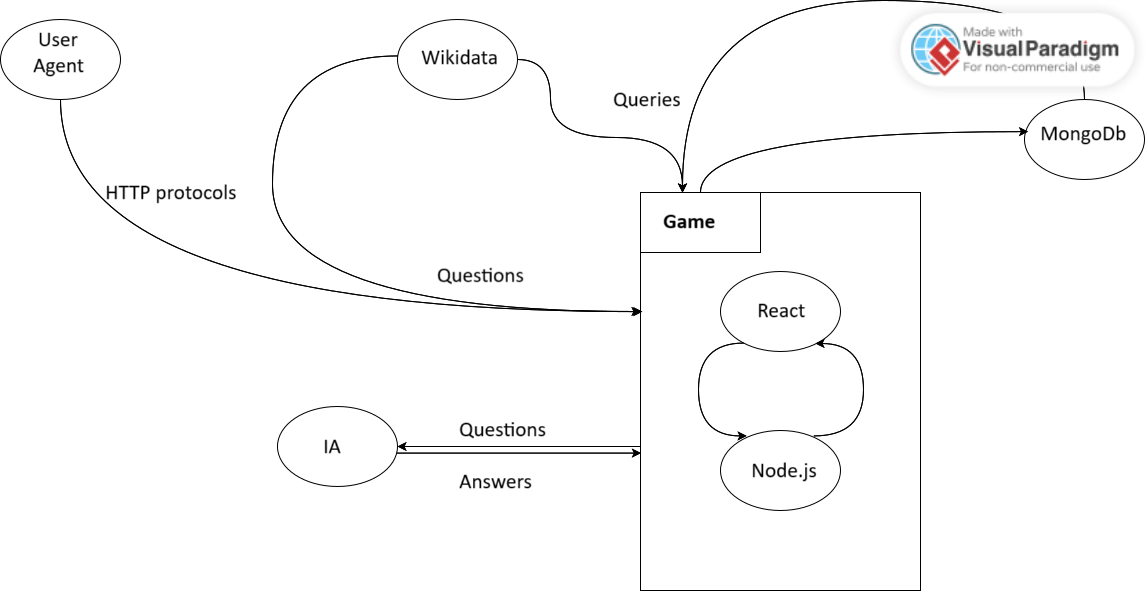 User
Agent
Wikidata
Made with
Visual Paradigm
For non-commercial use
Queries
MongoDb
HTTP protocols
Game
Questions
React
Questions
IA
Node.js
Answers